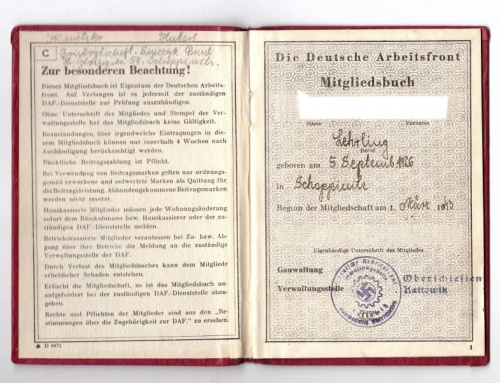 Hubert
C
Zur besonderen Beachtung!
Dieses Mitgliedsbuch ist Eigentum der Deutschen Arbeits-
front. Auf Verlangen ist es jederzeit der zuständigen
DAF.-Dienststelle zur Prüfung auszuhändigen.
Ohne Unterschrift des Mitgliedes und Stempel der Ver-
waltungsstelle hat das Mitgliedsbuch keine Gültigkeit.
Beanstandungen über irgendwelche Eintragungen in die-
sem Mitgliedsbuch können nur innerhalb 4 Wochen nach
Aushändigung berücksichtigt werden.
Pünktliche Beitragszahlung ist Pflicht.
Bei Verwendung von Beitragsmarken gelten nur ordnungs-
gemäß erworbene und entwertete Marken als Quittung für
die Beitragsleistung. Abhandengekommene Beitragsmarken
werden nicht ersetzt.
Hauskassierte Mitglieder müssen jede Wohnungsänderung
sofort dem Blockobmann bzw. Hauskassierer oder der zu-
ständigen DAF.-Dienststelle melden.
Betriebskassierte Mitglieder veranlassen bei Zu- bzw. Ab-
gang über ihre Betriebe die Meldung an die zuständige
Verwaltungsstelle der DAF.
Durch Verlust des Mitgliedsbuches kann dem Mitgliede
erheblicher Schaden entstehen.
Erlischt die Mitgliedschaft, so ist das Mitgliedsbuch un-
aufgefordert bei der zuständigen DAF.-Dienststelle abzu-
geben.
Rechte und Pflichten der Mitglieder sind aus den „Be-
stimmungen über die Zugehörigkeit zur DAF.“ zu ersehen.
Die Deutsche Arbeitsfront
Mitgliedsbuch
Name Vorname
Lehrling
Beruf
geboren am 5. Septemb 1926
in Schoppinitz
Beginn der Mitgliedschaft am 1. März 1943
Eigenhändige Unterschrift des Mitgliedes
Gauwaltung Oberschlesien
Verwaltungsstelle Kattowitz
1